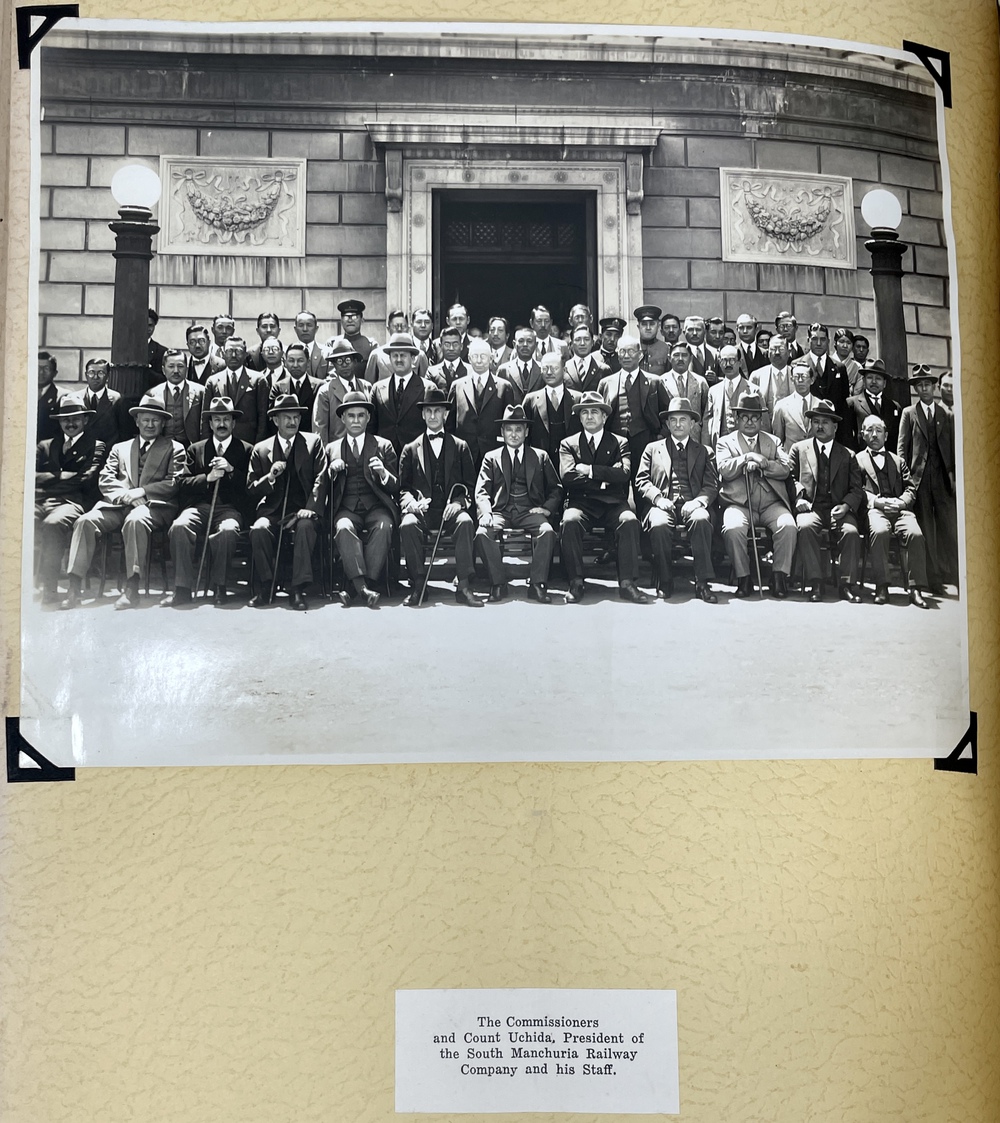 The Commissioners
and Count Uchida, President of
the South Manchuria Railway
Company and his Staff.